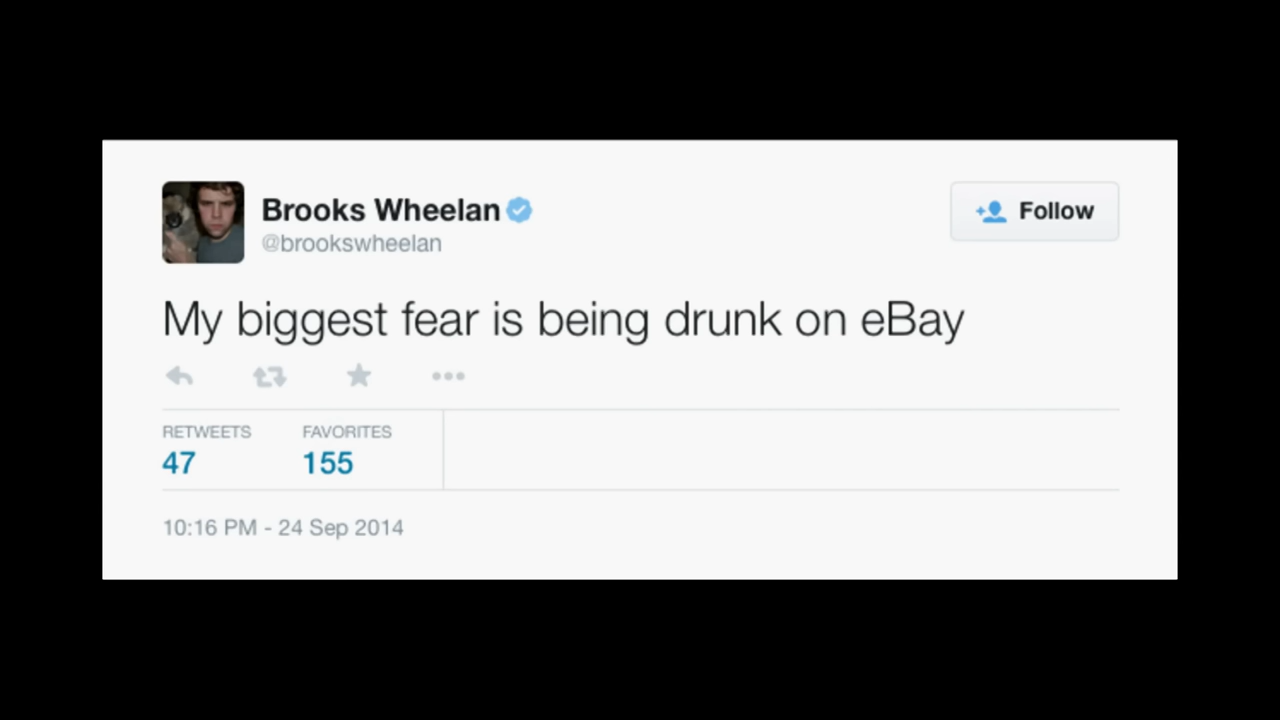 Brooks Wheelan
@brookswheelan
Follow
My biggest fear is being drunk on eBay
RETWEETS FAVORITES
47 155
10:16 PM - 24 Sep 2014